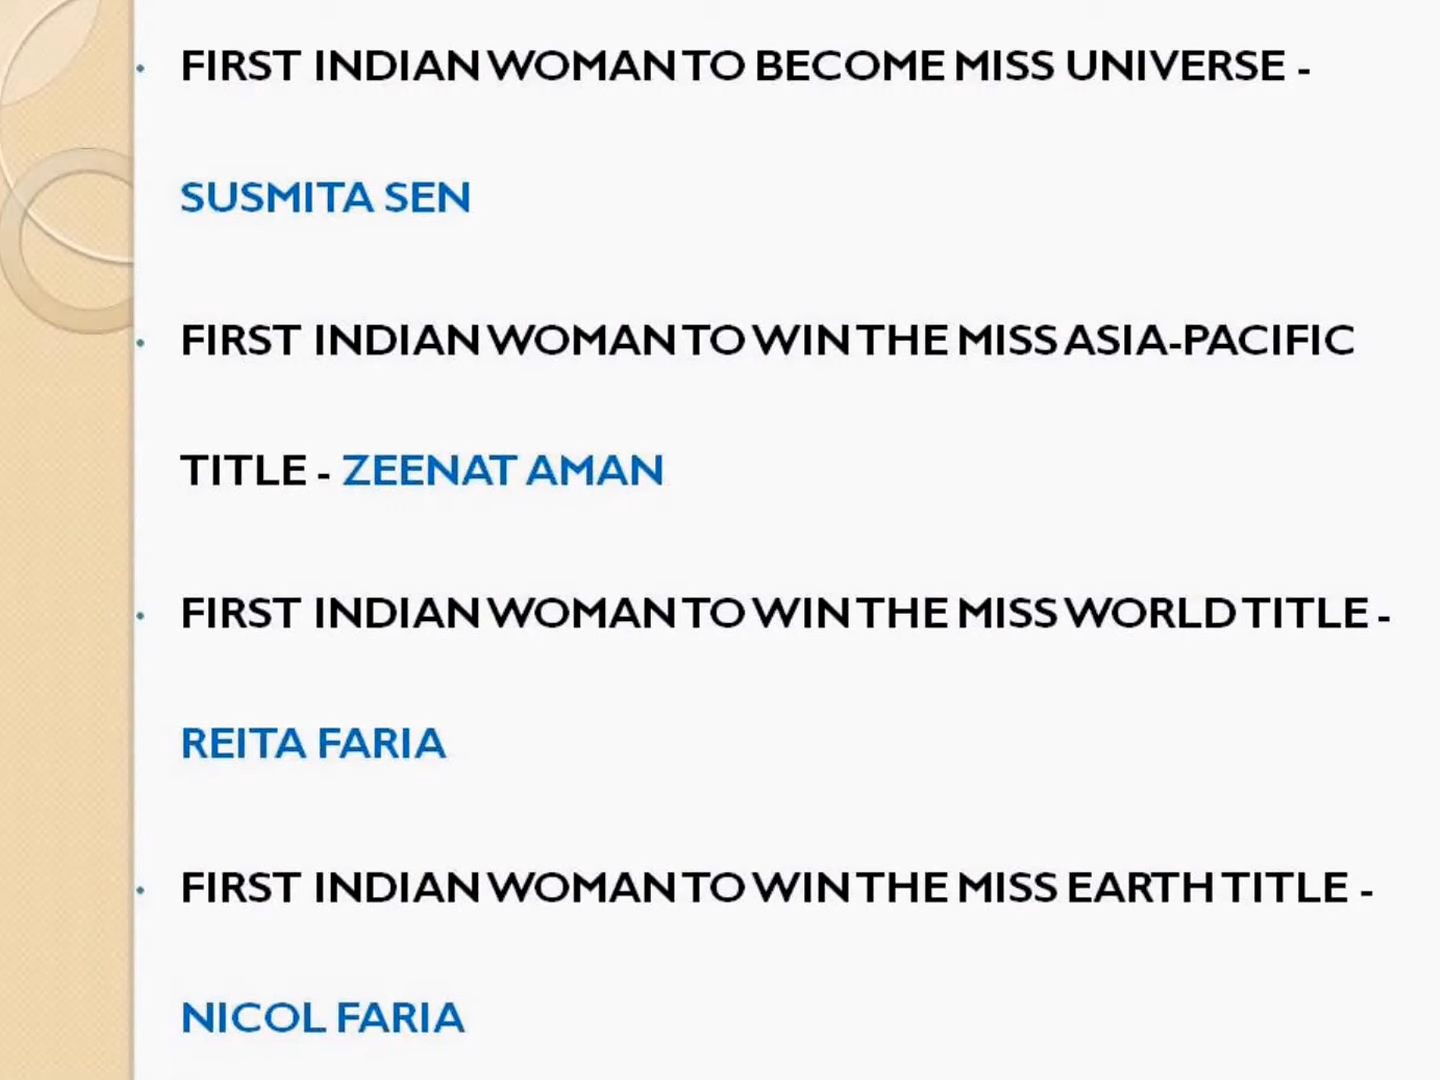 FIRST INDIAN WOMAN TO BECOME MISS UNIVERSE -
SUSMITA SEN
FIRST INDIAN WOMAN TO WIN THE MISS ASIA-PACIFIC
TITLE - ZEENAT AMAN
FIRST INDIAN WOMAN TO WIN THE MISS WORLD TITLE -
REITA FARIA
FIRST INDIAN WOMAN TO WIN THE MISS EARTH TITLE -
NICOL FARIA